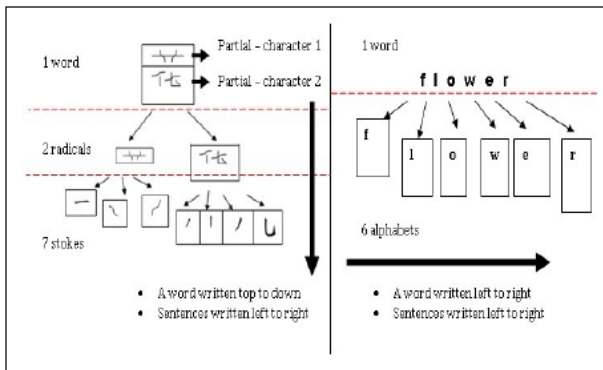 1 word
Partial – character 1
Partial – character 2
2 radicals
7 stokes
• A word written top to down
• Sentences written left to right
1 word
flower
f l o w e r
6 alphabets
• A word written left to right
• Sentences written left to right